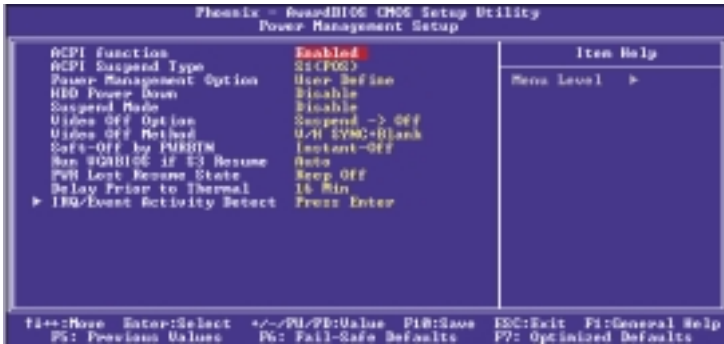 Phoenix - AwardBIOS CMOS Setup Utility
Power Management Setup
ACPI function Enabled
ACPI Suspend Type S1(POS)
Power Management Option User Define
HDD Power Down Disable
Suspend Mode Disable
Video Off Option Suspend -> Off
Video Off Method V/H SYNC+Blank
Soft-Off by PWRBTN Instant-Off
Run VGABIOS if S3 Resume Auto
PWR Lost Resume State Keep Off
Delay Prior to Thermal 16 Min
▶ IRQ/Event Activity Detect Press Enter
Item Help
Menu Level ▶
↑↓←→:Move Enter:Select +/-/PU/PD:Value F10:Save ESC:Exit F1:General Help
F5: Previous Values F6: Fail-Safe Defaults F7: Optimized Defaults